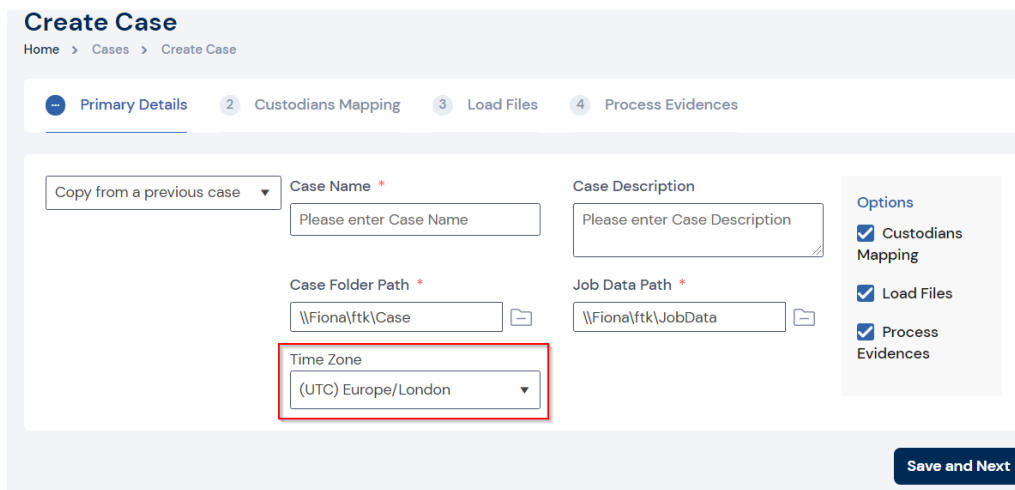 Create Case
Home > Cases > Create Case
Primary Details 2 Custodians Mapping 3 Load Files 4 Process Evidences
Copy from a previous case
Case Name *
Please enter Case Name
Case Description
Please enter Case Description
Case Folder Path *
\\Fiona\ftk\Case
Job Data Path *
\\Fiona\ftk\JobData
Time Zone
(UTC) Europe/London
Options
Custodians
Mapping
Load Files
Process
Evidences
Save and Next